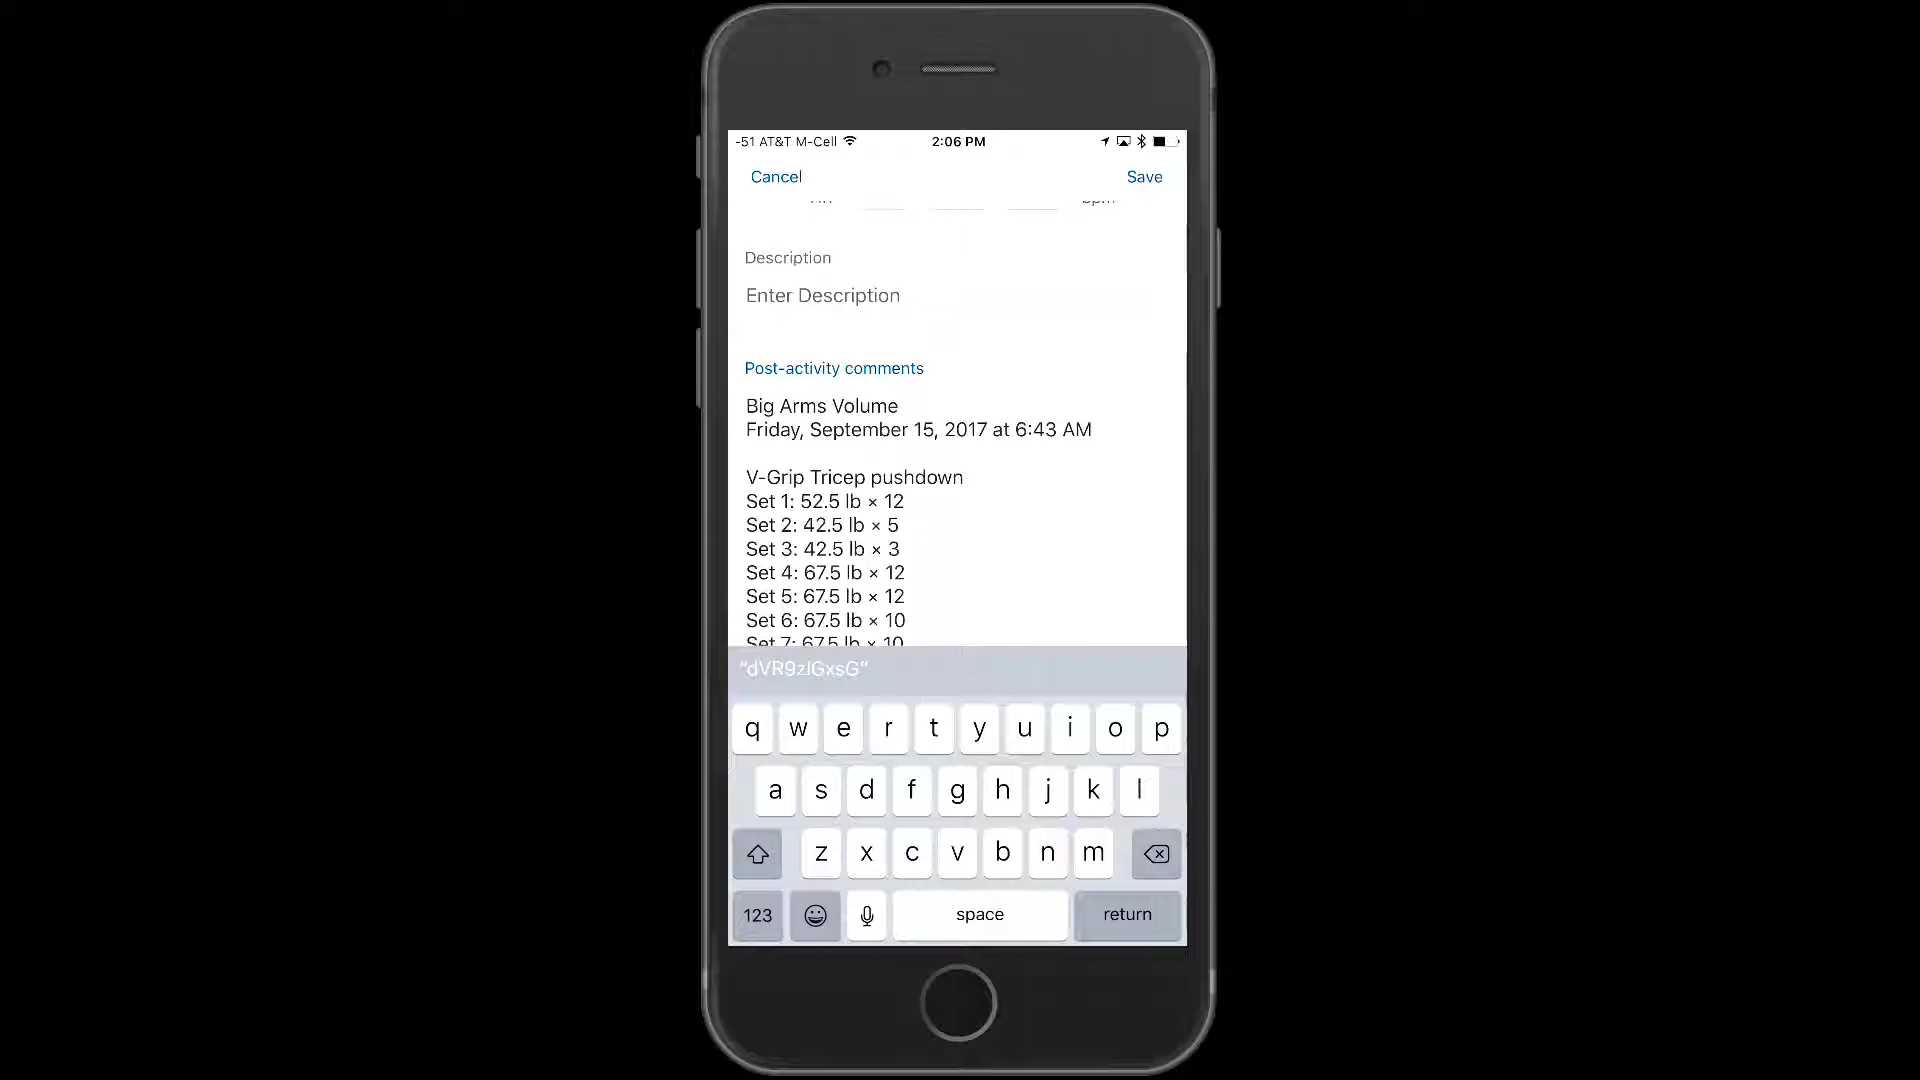 -51 AT&T M-Cell 2:06 PM
Cancel Save
Description
Enter Description
Post-activity comments
Big Arms Volume
Friday, September 15, 2017 at 6:43 AM
V-Grip Tricep pushdown
Set 1: 52.5 lb × 12
Set 2: 42.5 lb × 5
Set 3: 42.5 lb × 3
Set 4: 67.5 lb × 12
Set 5: 67.5 lb × 12
Set 6: 67.5 lb × 10
Set 7: 67.5 lb × 10
q w e r t y u i o p
a s d f g h j k l
z x c v b n m
123 space return